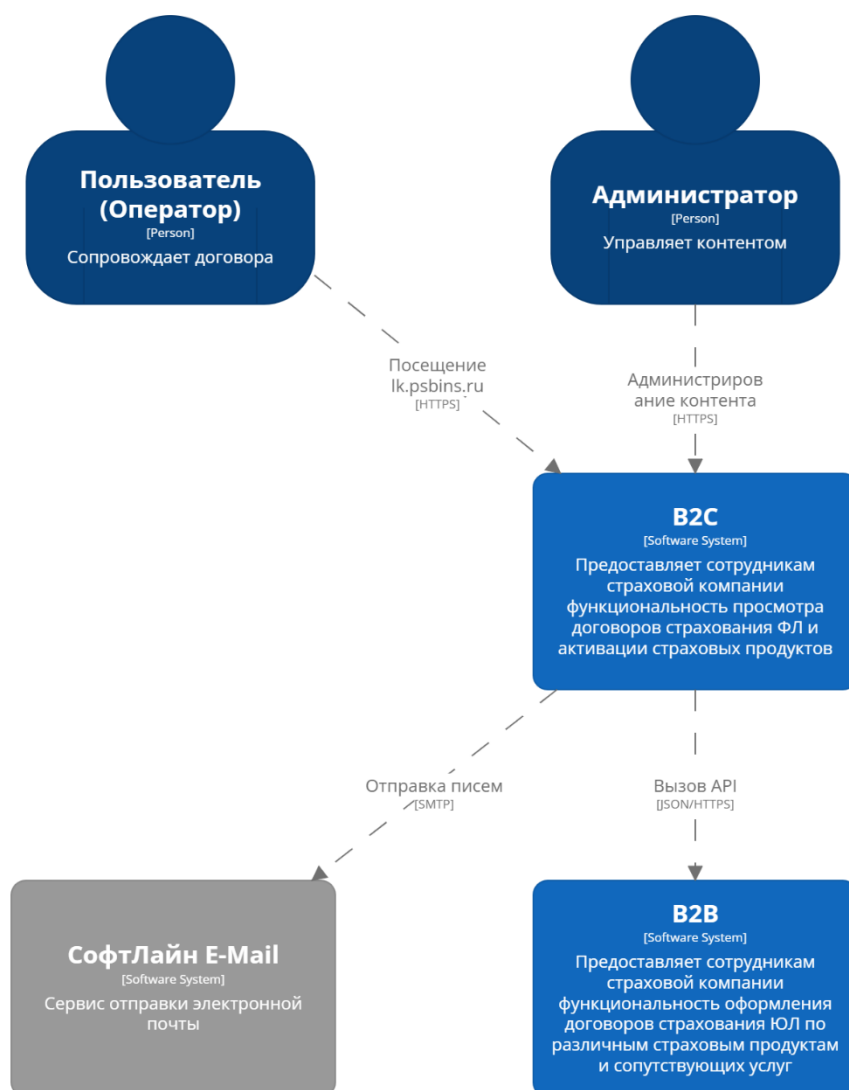 Пользователь
(Оператор)
[Person]
Сопровождает договора
Администратор
[Person]
Управляет контентом
Посещение
lk.psbins.ru
[HTTPS]
Администриров
ание контента
[HTTPS]
B2C
[Software System]
Предоставляет сотрудникам
страховой компании
функциональность просмотра
договоров страхования ФЛ и
активации страховых продуктов
Отправка писем
[SMTP]
Вызов API
[JSON/HTTPS]
СофтЛайн E-Mail
[Software System]
Сервис отправки электронной
почты
B2B
[Software System]
Предоставляет сотрудникам
страховой компании
функциональность оформления
договоров страхования ЮЛ по
различным страховым продуктам
и сопутствующих услуг